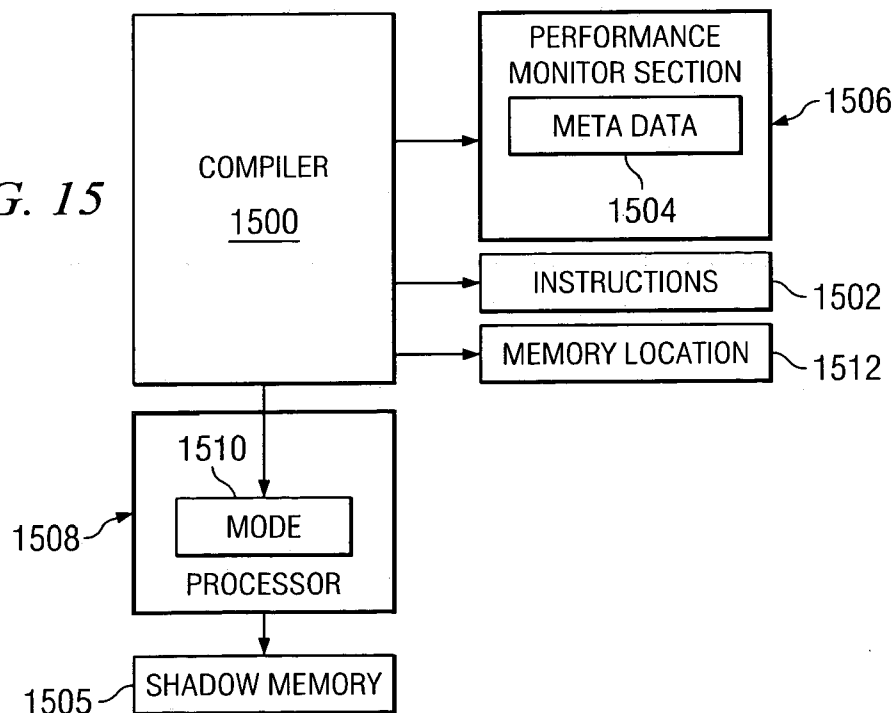 PERFORMANCE
MONITOR SECTION
META DATA
1504
1506
G. 15
COMPILER
1500
INSTRUCTIONS
1502
MEMORY LOCATION
1512
1510
MODE
PROCESSOR
1508
SHADOW MEMORY
1505